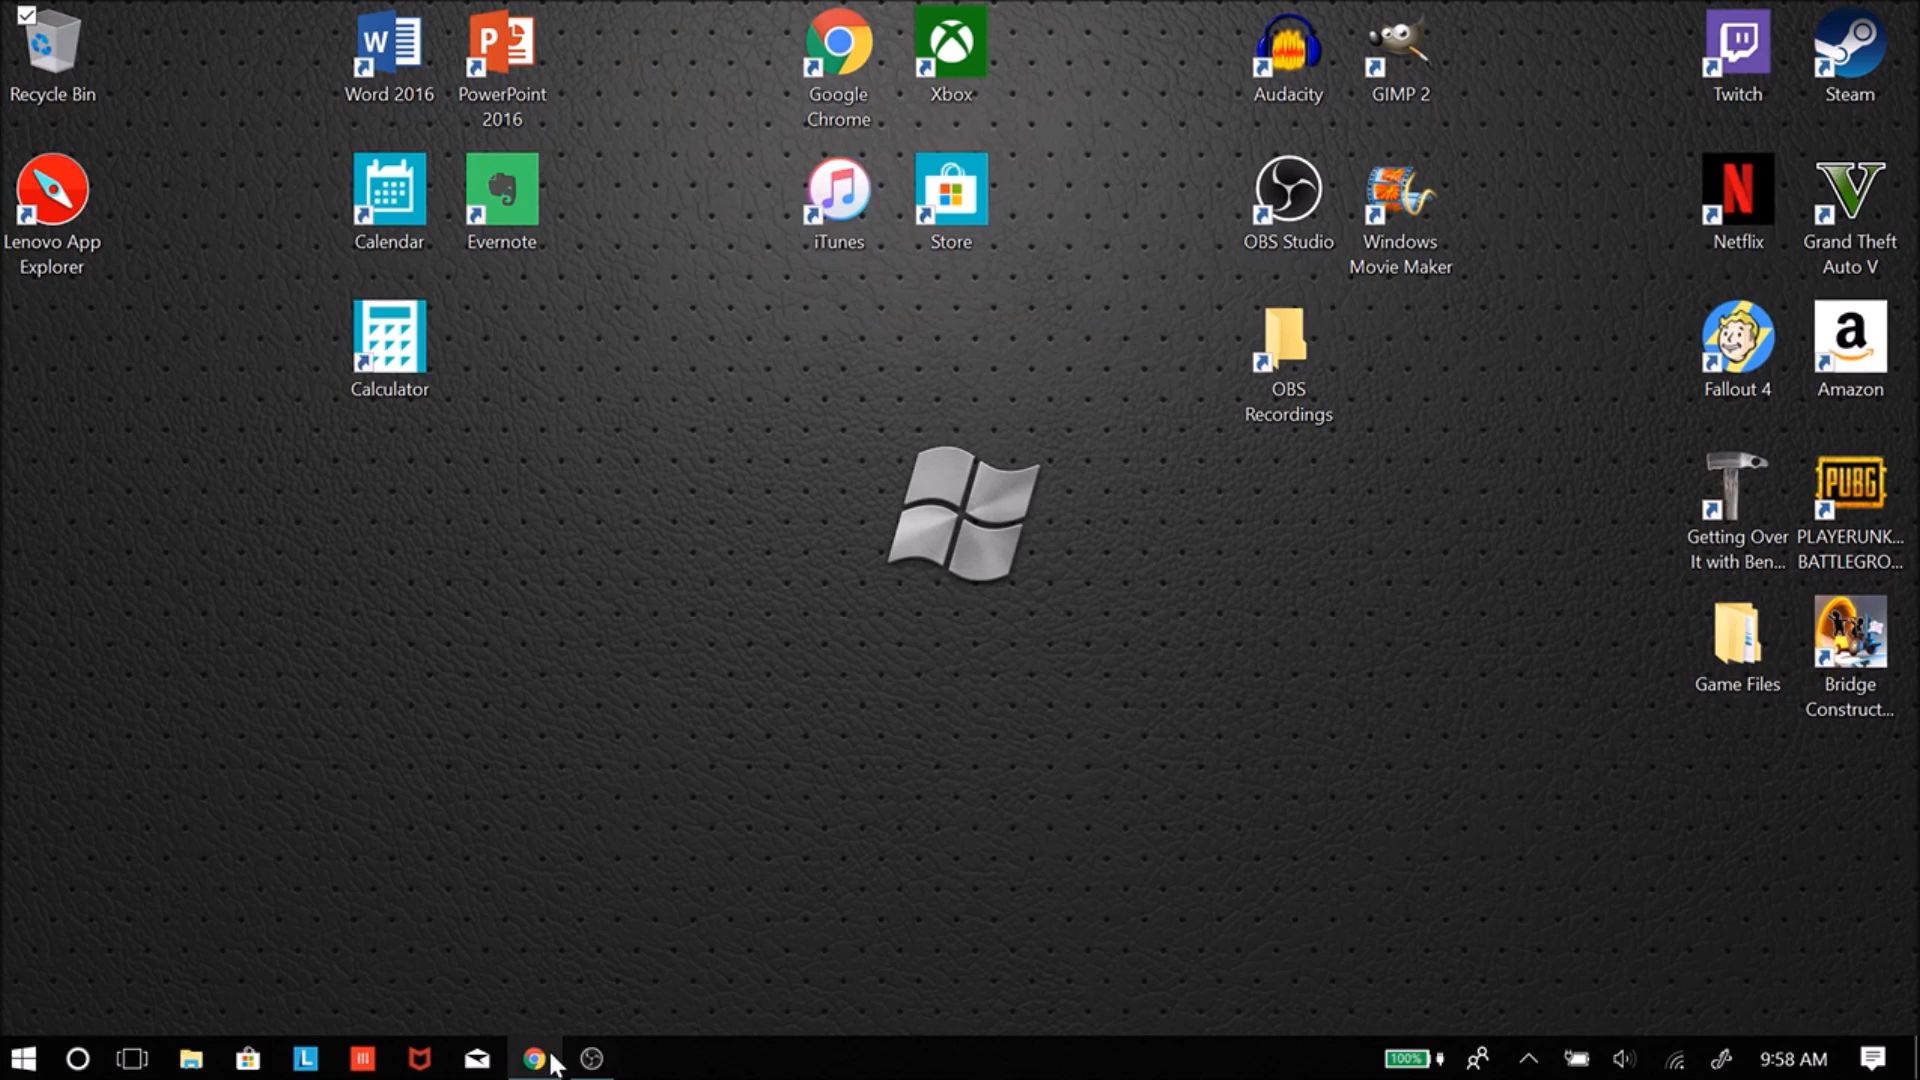 Recycle Bin
Word 2016
PowerPoint
2016
Google
Chrome
Xbox
Audacity
GIMP 2
Twitch
Steam
Lenovo App
Explorer
Calendar
Evernote
iTunes
Store
OBS Studio
Windows
Movie Maker
N
Netflix
Grand Theft
Auto V
Calculator
OBS
Recordings
Fallout 4
a
Amazon
Getting Over
It with Ben...
PUBG
PLAYERUNK...
BATTLEGRO...
Game Files
Bridge
Construct...
L
100%
9:58 AM